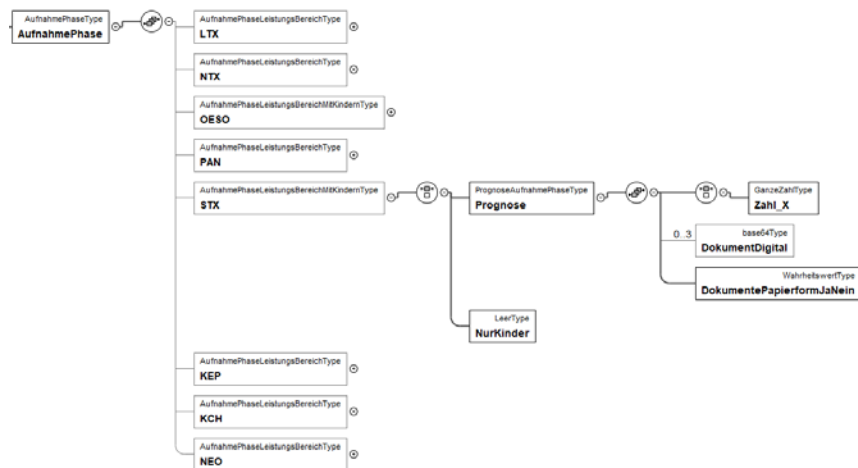 AufnahmePhaseType
AufnahmePhase
AufnahmePhaseLeistungsBereichType
LTX
AufnahmePhaseLeistungsBereichType
NTX
AufnahmePhaseLeistungsBereichMitKindernType
OESO
AufnahmePhaseLeistungsBereichType
PAN
AufnahmePhaseLeistungsBereichMitKindernType
STX
PrognoseAufnahmePhaseType
Prognose
GanzeZahlType
Zahl_X
0..3
base64Type
DokumentDigital
WahrheitswertType
DokumentePapierformJaNein
LeerType
NurKinder
AufnahmePhaseLeistungsBereichType
KEP
AufnahmePhaseLeistungsBereichType
KCH
AufnahmePhaseLeistungsBereichType
NEO